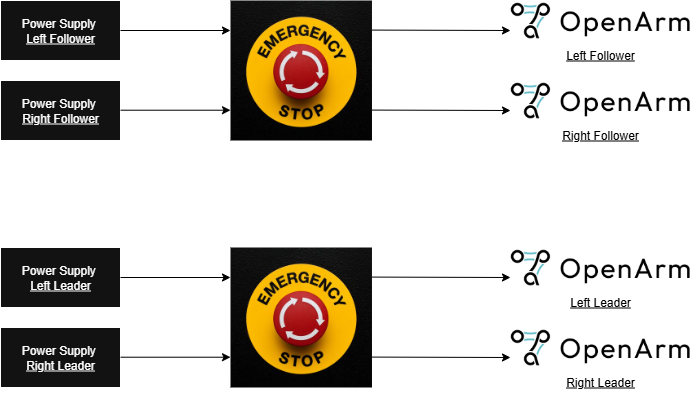 Power Supply
Left Follower
EMERGENCY
STOP
OpenArm
Left Follower
Power Supply
Right Follower
OpenArm
Right Follower
Power Supply
Left Leader
EMERGENCY
STOP
OpenArm
Left Leader
Power Supply
Right Leader
OpenArm
Right Leader